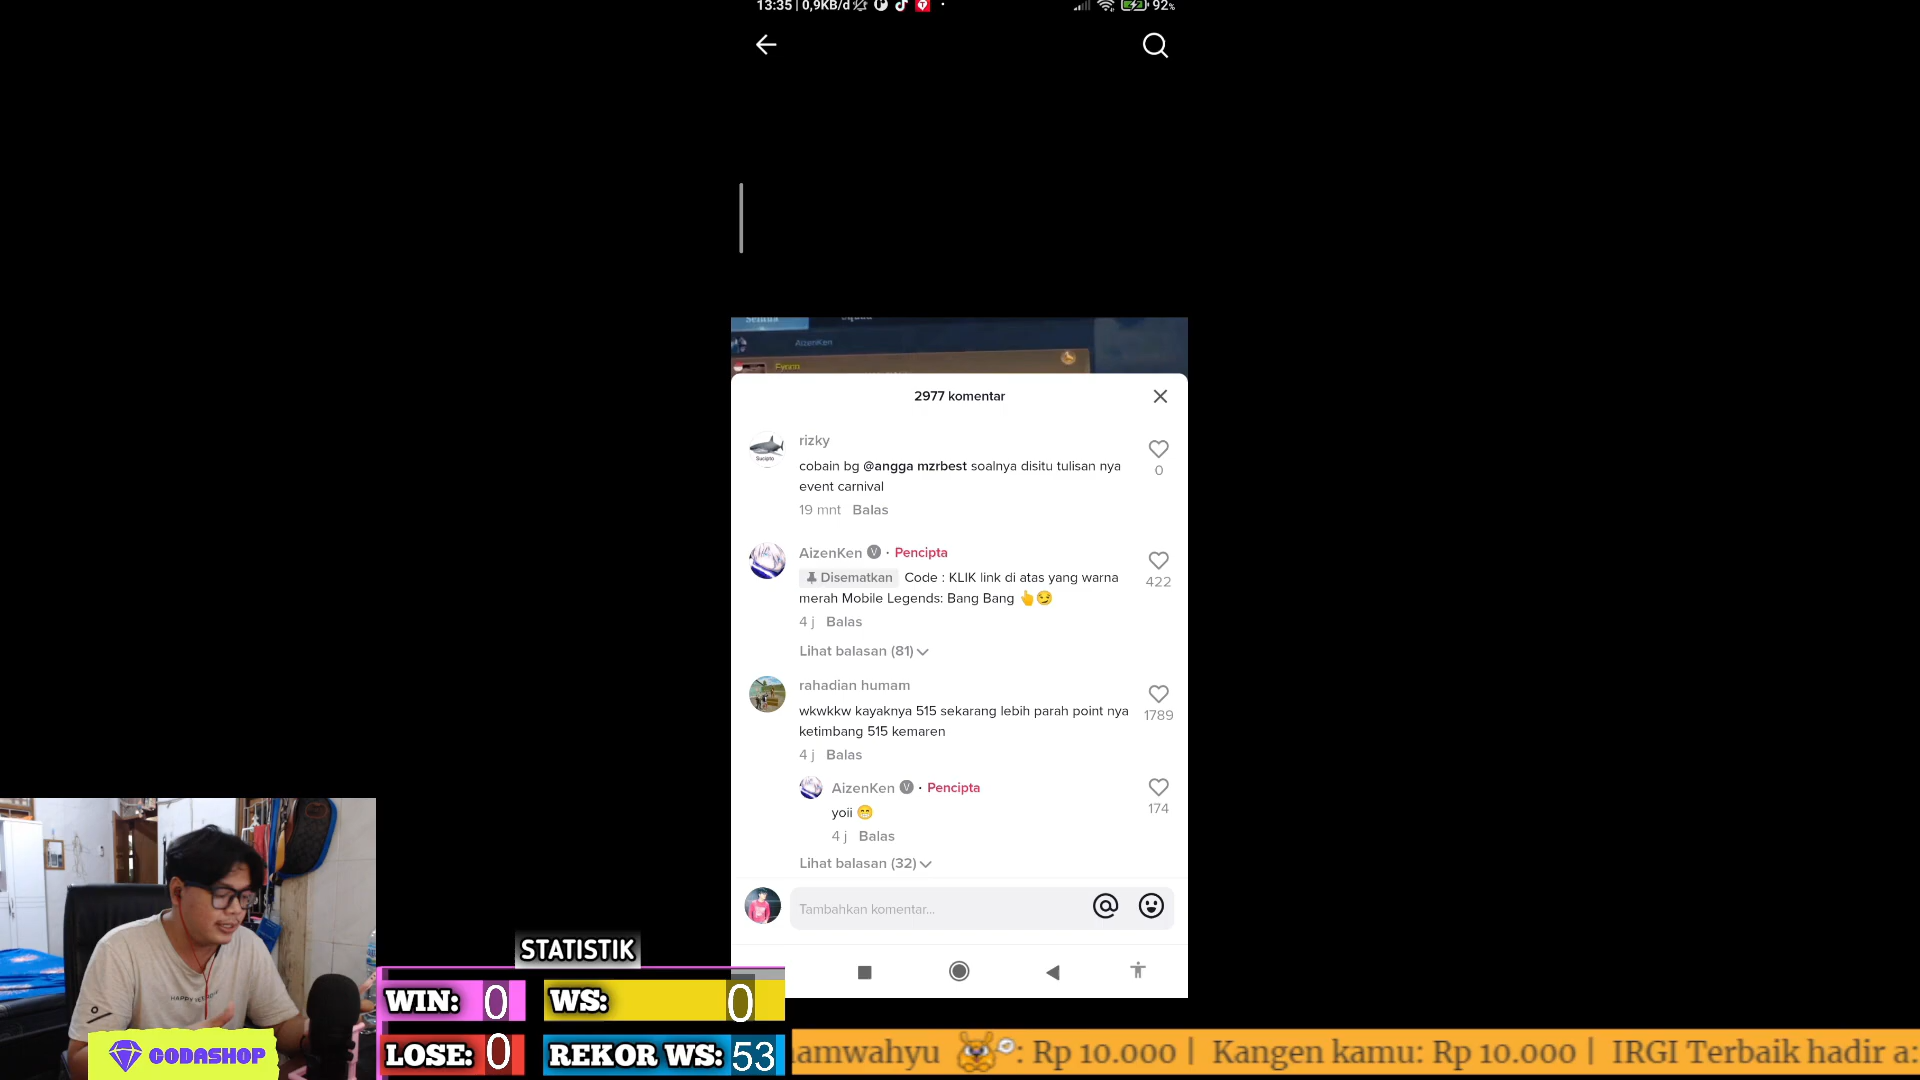 13:35 | 0,9KB/d
92%
AizenKen
2977 komentar
rizky
cobain bg @angga mzrbest soalnya disitu tulisan nya
event carnival
19 mnt Balas
0
AizenKen · Pencipta
Disematkan Code : KLIK link di atas yang warna
merah Mobile Legends: Bang Bang 👆😏
4 j Balas
422
Lihat balasan (81)
rahadian humam
wkwkkw kayaknya 515 sekarang lebih parah point nya
ketimbang 515 kemaren
4 j Balas
1789
AizenKen · Pencipta
yoii 😁
4 j Balas
174
Lihat balasan (32)
Tambahkan komentar...
STATISTIK
WIN: 0
WS: 0
LOSE: 0
REKOR WS: 53
CODASHOP
amwahyu : Rp 10.000 | Kangen kamu: Rp 10.000 | IRGI Terbaik hadir a: